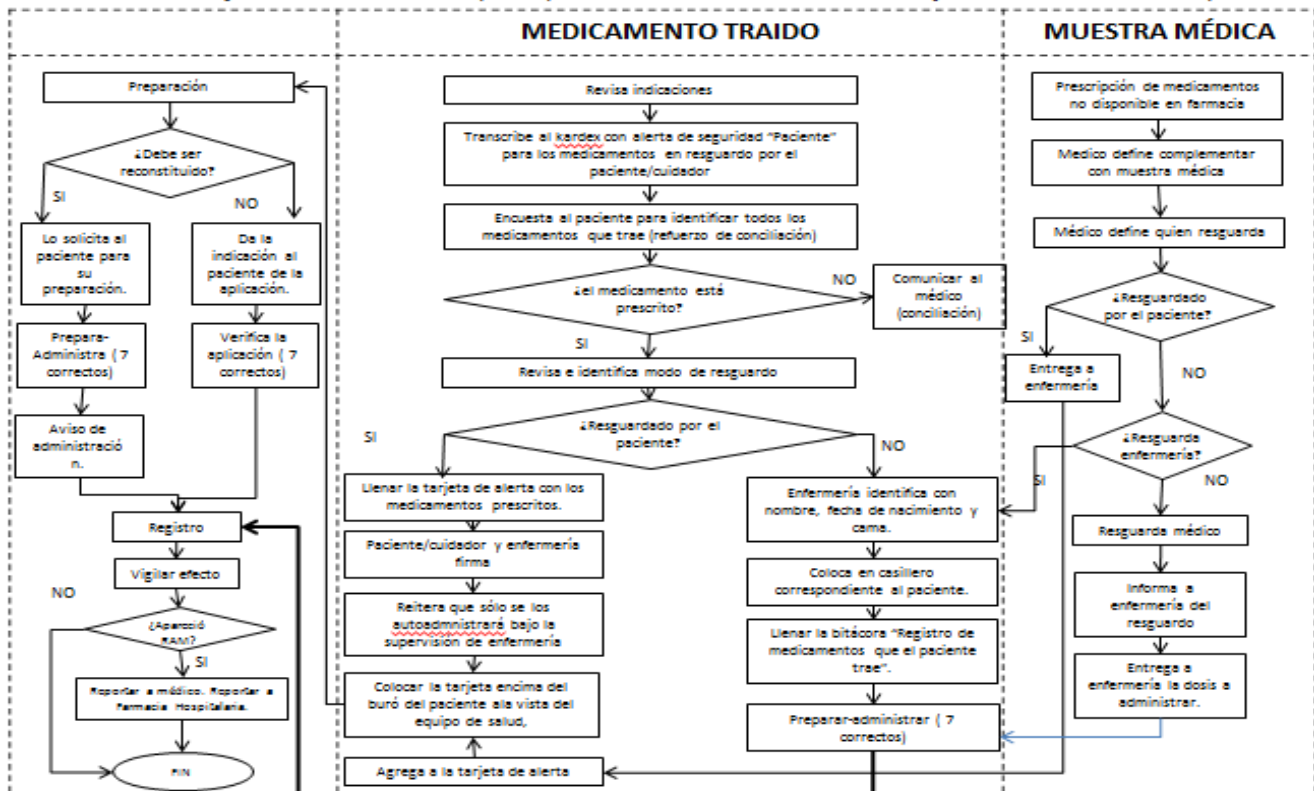 MEDICAMENTO TRAIDO
MUESTRA MÉDICA
Preparación
¿Debe ser
reconstituido?
SI
NO
Lo solicita al
paciente para
su
preparación.
Da la
indicación al
paciente de la
aplicación.
Prepara-
Administra ( 7
correctos)
Verifica la
aplicación ( 7
correctos)
Aviso de
administració
n.
Registro
Vigilar efecto
NO
¿Apareció
RAM?
SI
Reportar a médico. Reportar a
Farmacia Hospitalaria.
FIN
Revisa indicaciones
Transcribe al kardex con alerta de seguridad "Paciente"
para los medicamentos en resguardo por el
paciente/cuidador
Encuesta al paciente para identificar todos los
medicamentos que trae (refuerzo de conciliación)
¿el medicamento está
prescrito?
NO
Comunicar al
médico
(conciliación)
SI
Revisa e identifica modo de resguardo
¿Resguardado por el
paciente?
SI
NO
Llenar la tarjeta de alerta con los
medicamentos prescritos.
Paciente/cuidador y enfermería
firma
Reitera que sólo se los
autoadmnistrará bajo la
supervisión de enfermería
Colocar la tarjeta encima del
buró del paciente ala vista del
equipo de salud,
Agrega a la tarjeta de alerta
Enfermería identifica con
nombre, fecha de nacimiento y
cama.
Coloca en casillero
correspondiente al paciente.
Llenar la bitácora "Registro de
medicamentos que el paciente
trae".
Preparar-administrar ( 7
correctos)
Prescripción de medicamentos
no disponible en farmacia
Medico define complementar
con muestra médica
Médico define quien resguarda
¿Resguardado
por el paciente?
SI
NO
Entrega a
enfermería
¿Resguarda
enfermería?
SI
NO
Resguarda médico
Informa a
enfermería del
resguardo
Entrega a
enfermería la dosis a
administrar.